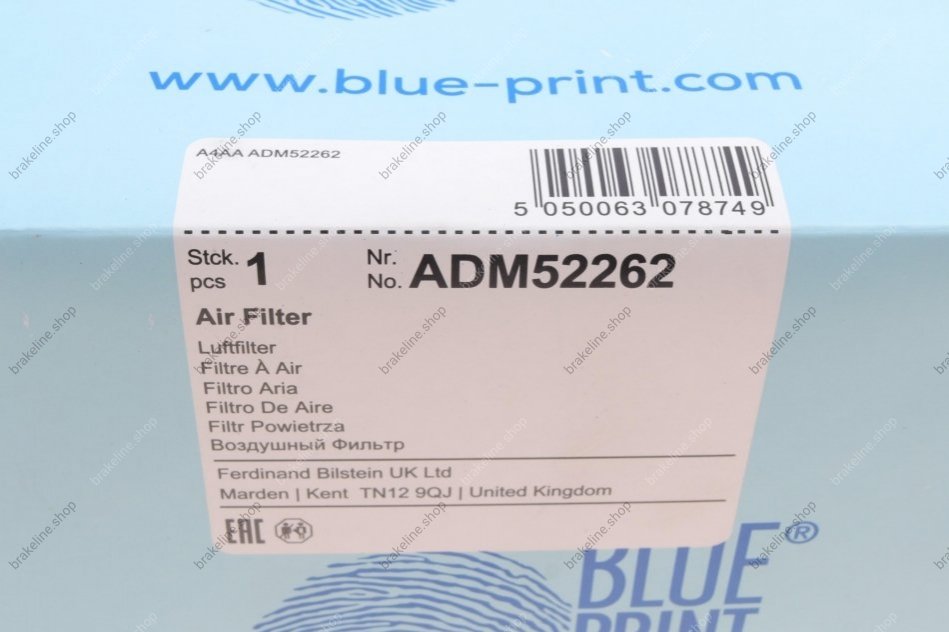 www.blue-print.com
A4AA ADM52262
5 050063 078749
Stck. 1 Nr. ADM52262
pcs No.
Air Filter
Luftfilter
Filtre À Air
Filtro Aria
Filtro De Aire
Filtr Powietrza
Воздушный Фильтр
Ferdinand Bilstein UK Ltd
Marden | Kent TN12 9QJ | United Kingdom
EAC
BLUE®
PRINT
brakeline.shop